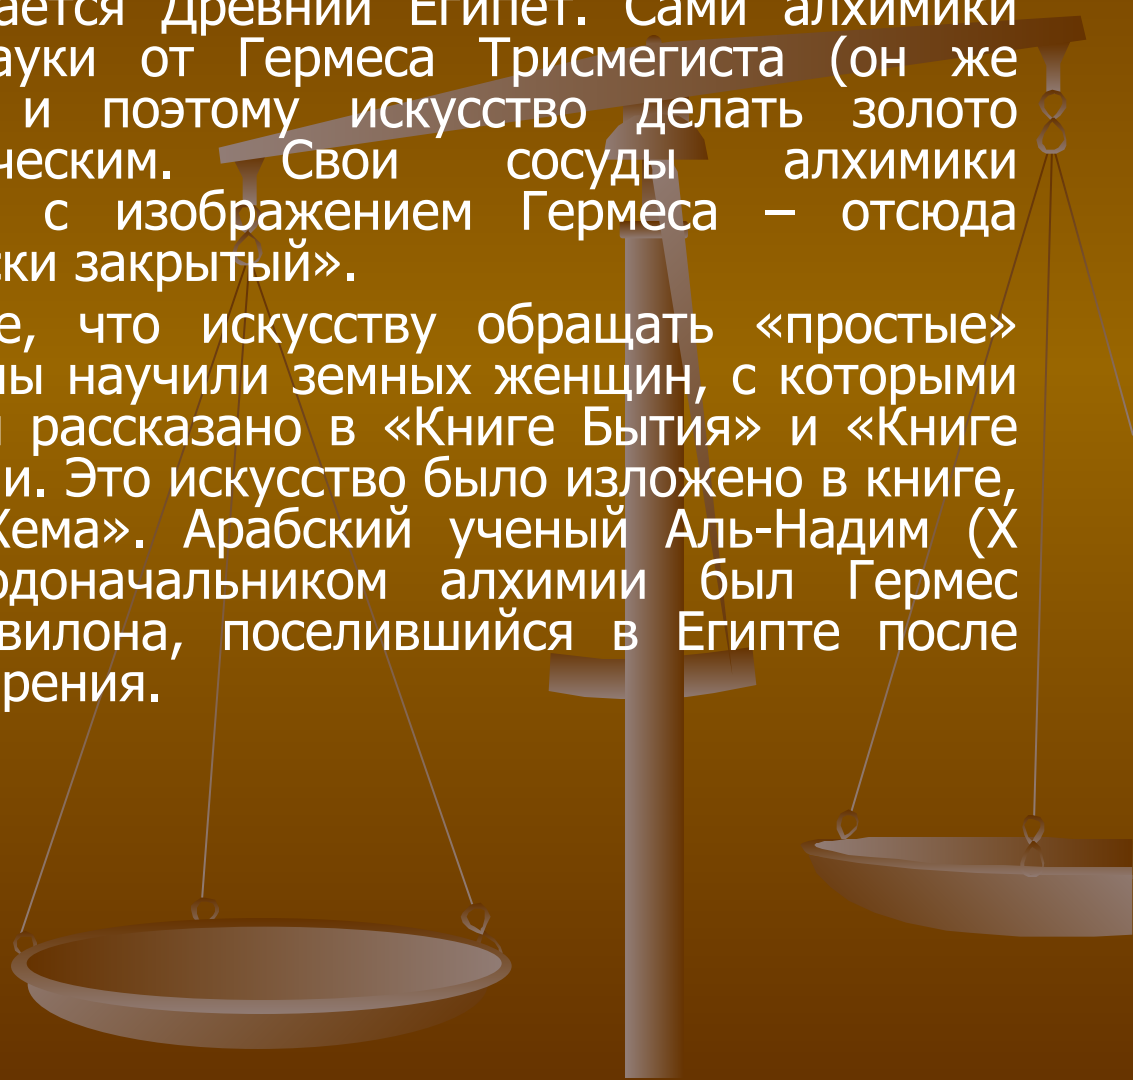 ается Древний Египет. Сами алхимики
ауки от Гермеса Трисмегиста (он же
и поэтому искусство делать золото
ческим. Свои сосуды алхимики
с изображением Гермеса – отсюда
ски закрытый».
е, что искусству обращать «простые»
ны научили земных женщин, с которыми
рассказано в «Книге Бытия» и «Книге
и. Это искусство было изложено в книге,
Хема». Арабский ученый Аль-Надим (X
одоначальником алхимии был Гермес
вилона, поселившийся в Египте после
рения.